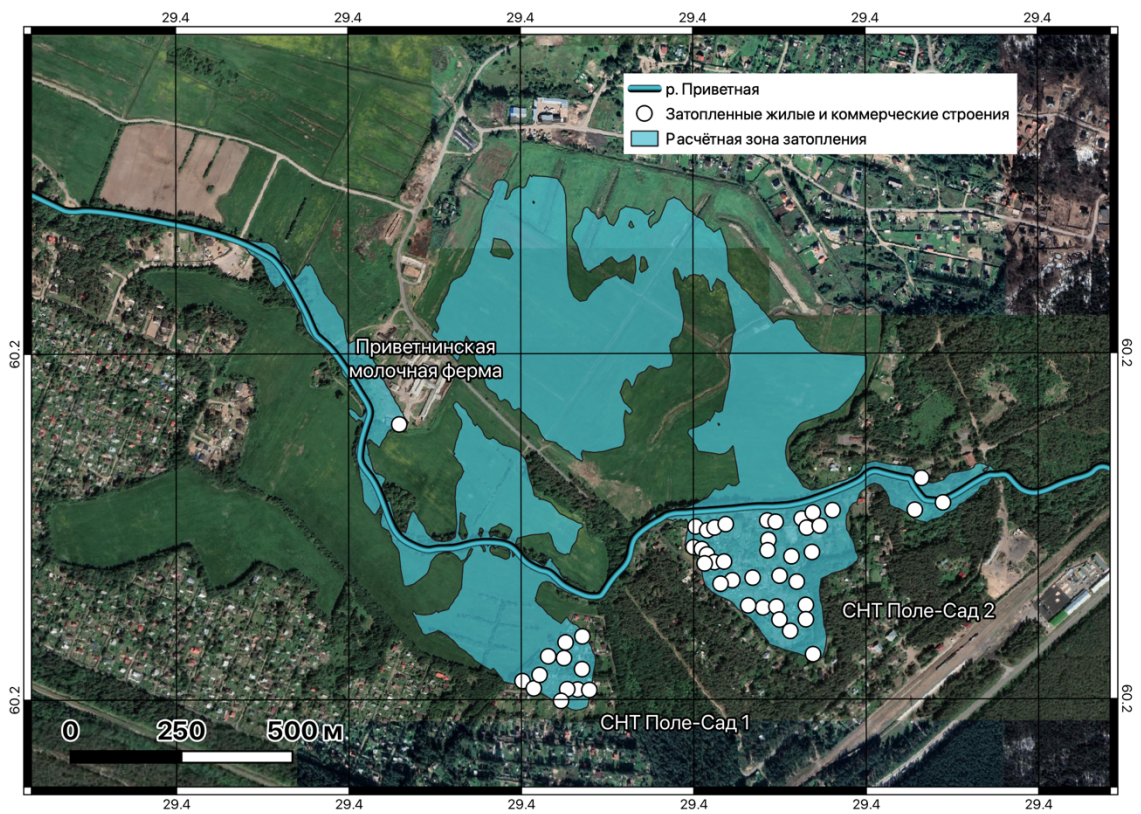 29.4 29.4 29.4 29.4 29.4 29.4
р. Приветная
Затопленные жилые и коммерческие строения
Расчётная зона затопления
60.2 60.2
Приветнинская
молочная ферма
СНТ Поле-Сад 2
60.2 60.2
СНТ Поле-Сад 1
0 250 500 м
29.4 29.4 29.4 29.4 29.4 29.4